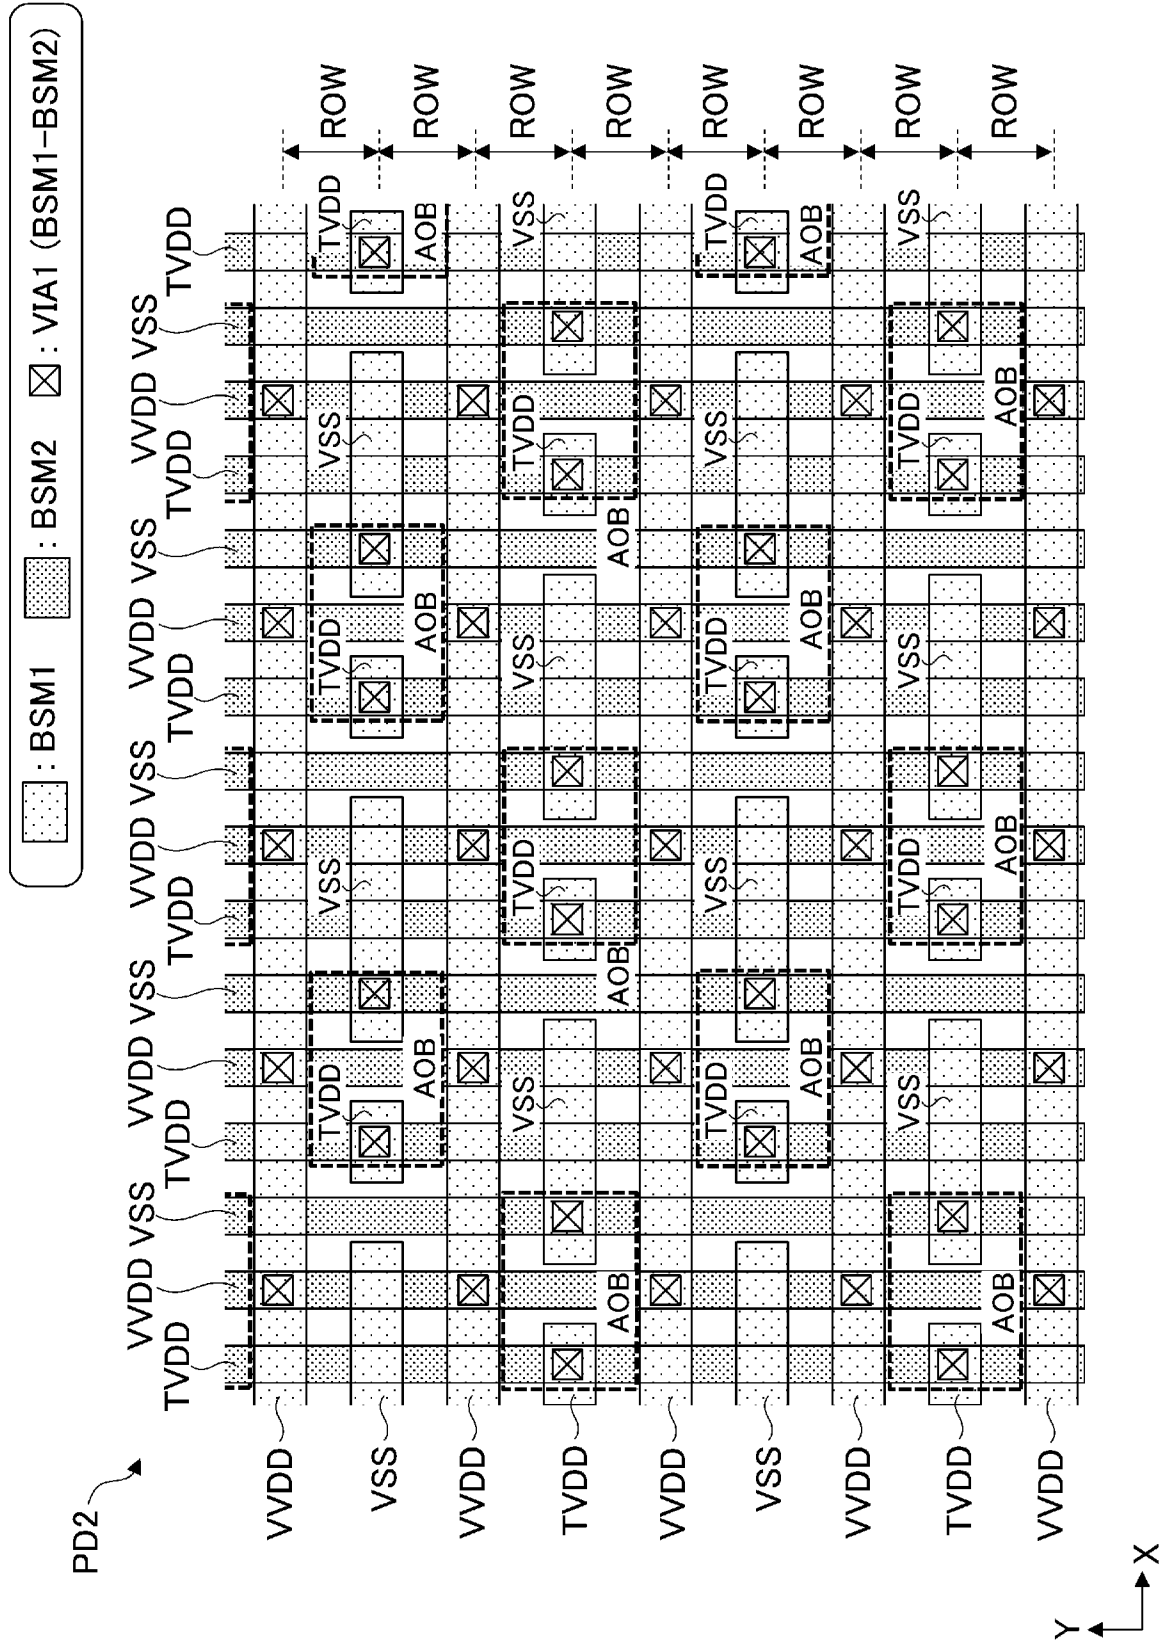 : BSM1 : BSM2 : VIA1 (BSM1-BSM2)
PD2
TVDD VVDD VSS TVDD VVDD VSS TVDD VVDD VSS TVDD VVDD VSS TVDD VVDD VSS TVDD
VVDD
TVDD VSS TVDD VSS TVDD ROW
VSS
AOB AOB AOB ROW
VVDD
VSS TVDD VSS TVDD VSS ROW
TVDD
AOB AOB AOB ROW
VVDD
TVDD VSS TVDD VSS TVDD ROW
VSS
AOB AOB AOB ROW
VVDD
VSS TVDD VSS TVDD VSS ROW
TVDD
AOB AOB AOB ROW
VVDD
Y
X